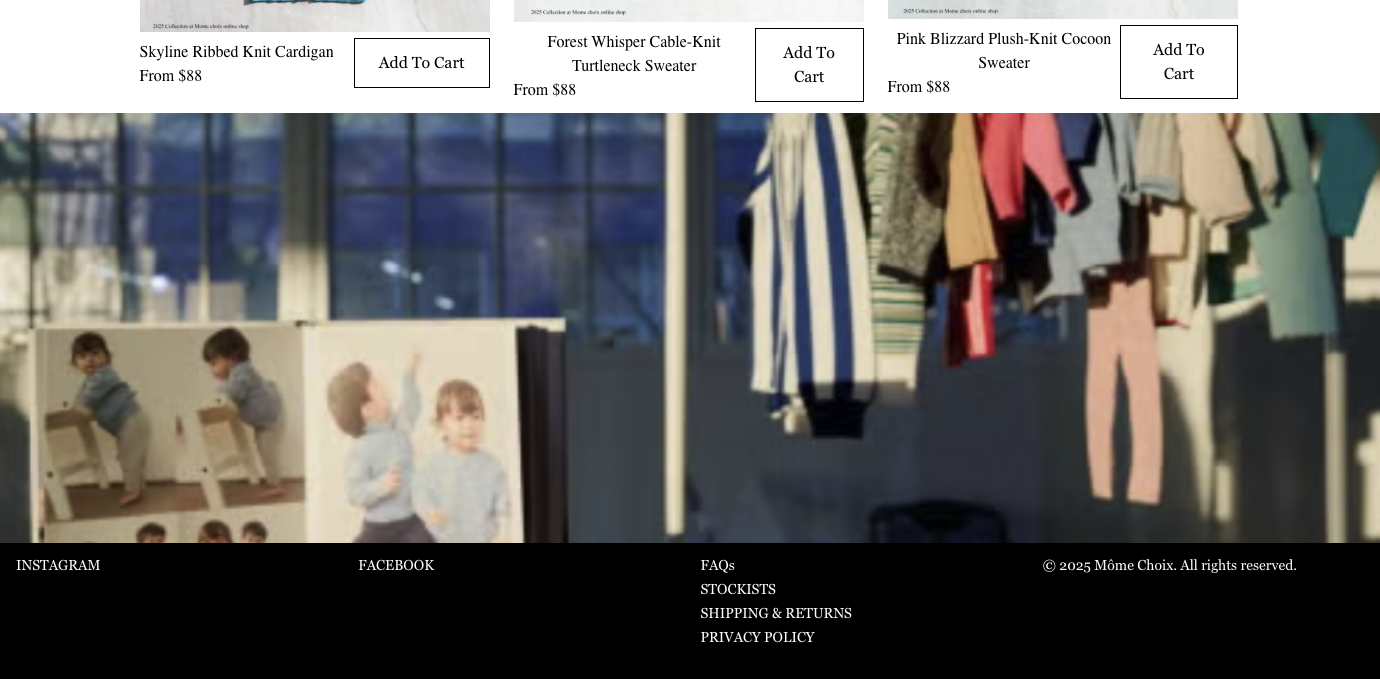 2025 Collection at Mome choix online shop
2025 Collection at Mome choix online shop
2025 Collection at Mome choix online shop
Skyline Ribbed Knit Cardigan
From $88
Add To Cart
Forest Whisper Cable-Knit
Turtleneck Sweater
From $88
Add To
Cart
Pink Blizzard Plush-Knit Cocoon
Sweater
From $88
Add To
Cart
INSTAGRAM
FACEBOOK
FAQs
STOCKISTS
SHIPPING & RETURNS
PRIVACY POLICY
© 2025 Môme Choix. All rights reserved.